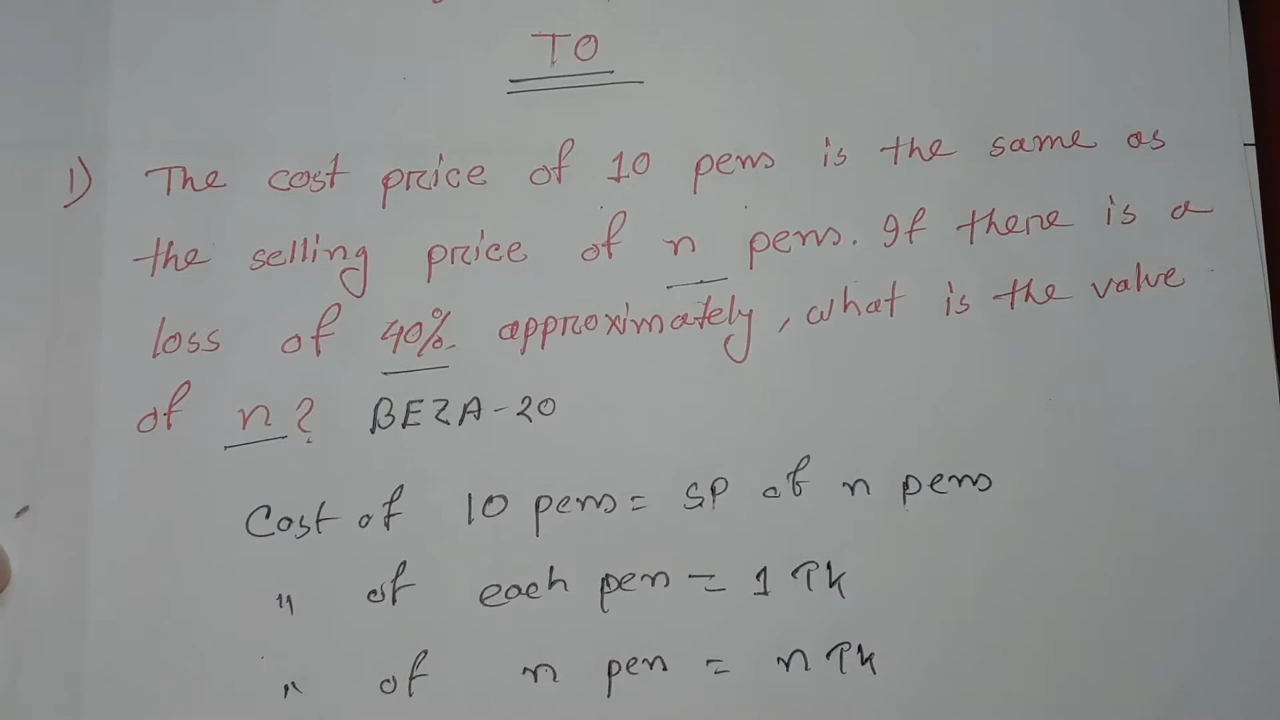 TO
1) The cost price of 10 pens is the same as
the selling price of n pens. If there is a
loss of 40% approximately, what is the value
of n? BEZA-20
Cost of 10 pens = SP of n pens
" of each pen = 1 Tk
" of n pen = n Tk